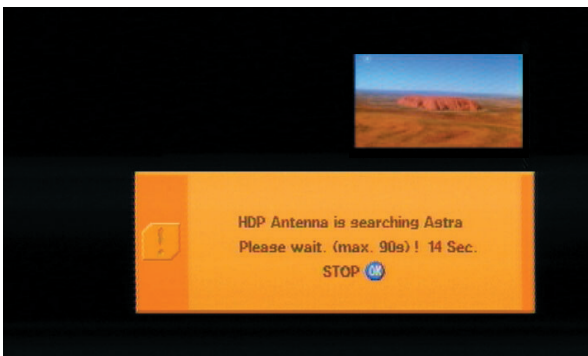 HDP Antenna is searching Astra
Please wait. (max. 90s) ! 14 Sec.
STOP OK